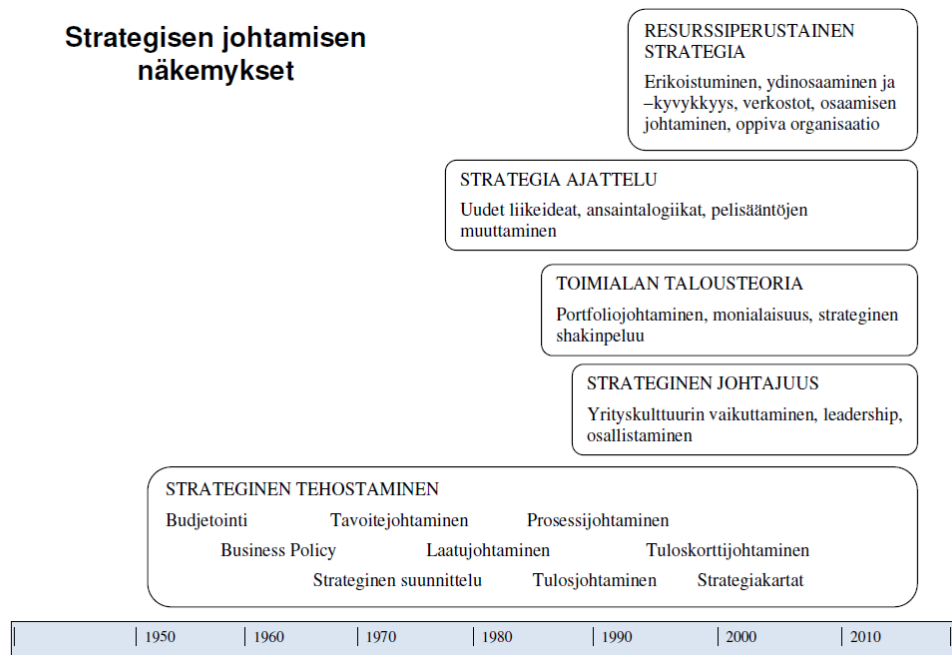 Strategisen johtamisen
näkemykset
RESURSSIPERUSTAINEN
STRATEGIA
Erikoistuminen, ydinosaaminen ja
–kyvykkyys, verkostot, osaamisen
johtaminen, oppiva organisaatio
STRATEGIA AJATTELU
Uudet liikeideat, ansaintalogiikat, pelisääntöjen
muuttaminen
TOIMIALAN TALOUSTEORIA
Portfoliojohtaminen, monialaisuus, strateginen
shakinpeluu
STRATEGINEN JOHTAJUUS
Yrityskulttuurin vaikuttaminen, leadership,
osallistaminen
STRATEGINEN TEHOSTAMINEN
Budjetointi Tavoitejohtaminen Prosessijohtaminen
Business Policy Laatujohtaminen Tuloskorttijohtaminen
Strateginen suunnittelu Tulosjohtaminen Strategiakartat
1950 1960 1970 1980 1990 2000 2010